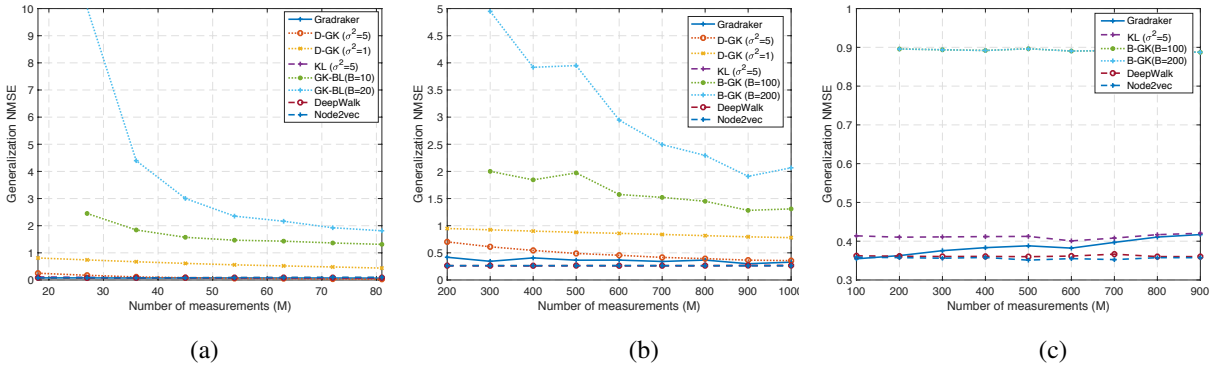 Generalization NMSE
10
9
8
7
6
5
4
3
2
1
0
20
30
40
50
60
70
80
Number of measurements (M)
Gradraker
D-GK (σ²=5)
D-GK (σ²=1)
KL (σ²=5)
GK-BL(B=10)
GK-BL(B=20)
DeepWalk
Node2vec
(a)
Generalization NMSE
5
4.5
4
3.5
3
2.5
2
1.5
1
0.5
0
200
300
400
500
600
700
800
900
1000
Number of measurements (M)
Gradraker
D-GK (σ²=5)
D-GK (σ²=1)
KL (σ²=5)
B-GK (B=100)
B-GK (B=200)
DeepWalk
Node2vec
(b)
Generalization NMSE
1
0.9
0.8
0.7
0.6
0.5
0.4
0.3
100
200
300
400
500
600
700
800
900
Number of measurements (M)
Gradraker
KL (σ²=5)
B-GK(B=100)
B-GK(B=200)
DeepWalk
Node2vec
(c)